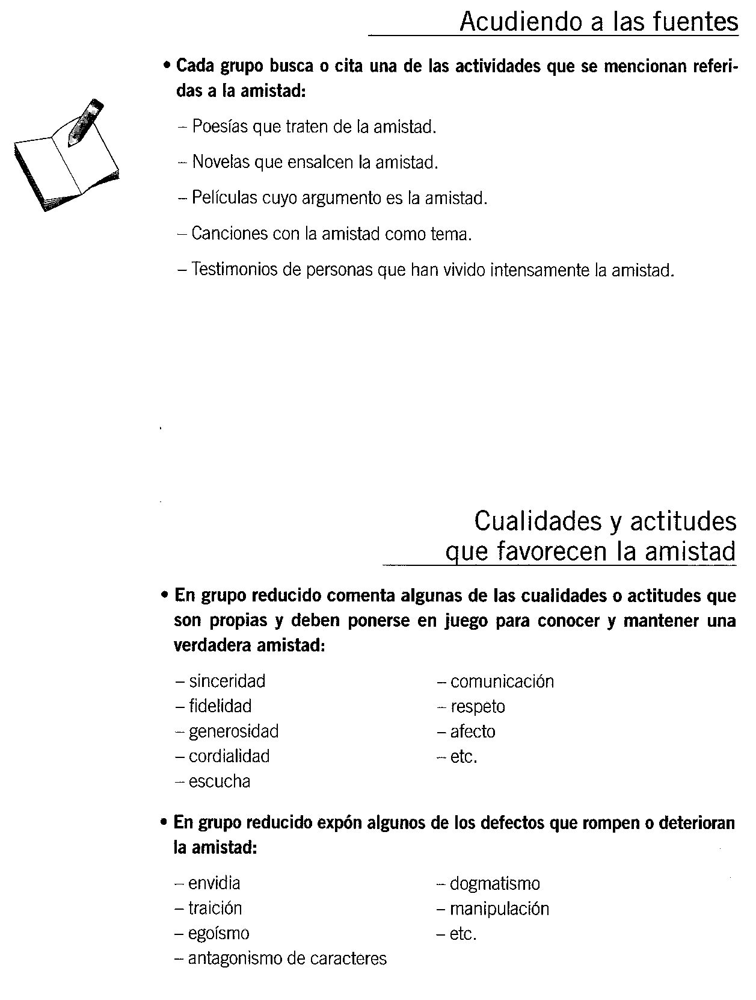 Acudiendo a las fuentes
• Cada grupo busca o cita una de las actividades que se mencionan referi-
das a la amistad:
– Poesías que traten de la amistad.
– Novelas que ensalcen la amistad.
– Películas cuyo argumento es la amistad.
– Canciones con la amistad como tema.
– Testimonios de personas que han vivido intensamente la amistad.
Cualidades y actitudes
que favorecen la amistad
• En grupo reducido comenta algunas de las cualidades o actitudes que
son propias y deben ponerse en juego para conocer y mantener una
verdadera amistad:
– sinceridad
– fidelidad
– generosidad
– cordialidad
– escucha
– comunicación
– respeto
– afecto
– etc.
• En grupo reducido expón algunos de los defectos que rompen o deterioran
la amistad:
– envidia
– traición
– egoísmo
– antagonismo de caracteres
– dogmatismo
– manipulación
– etc.